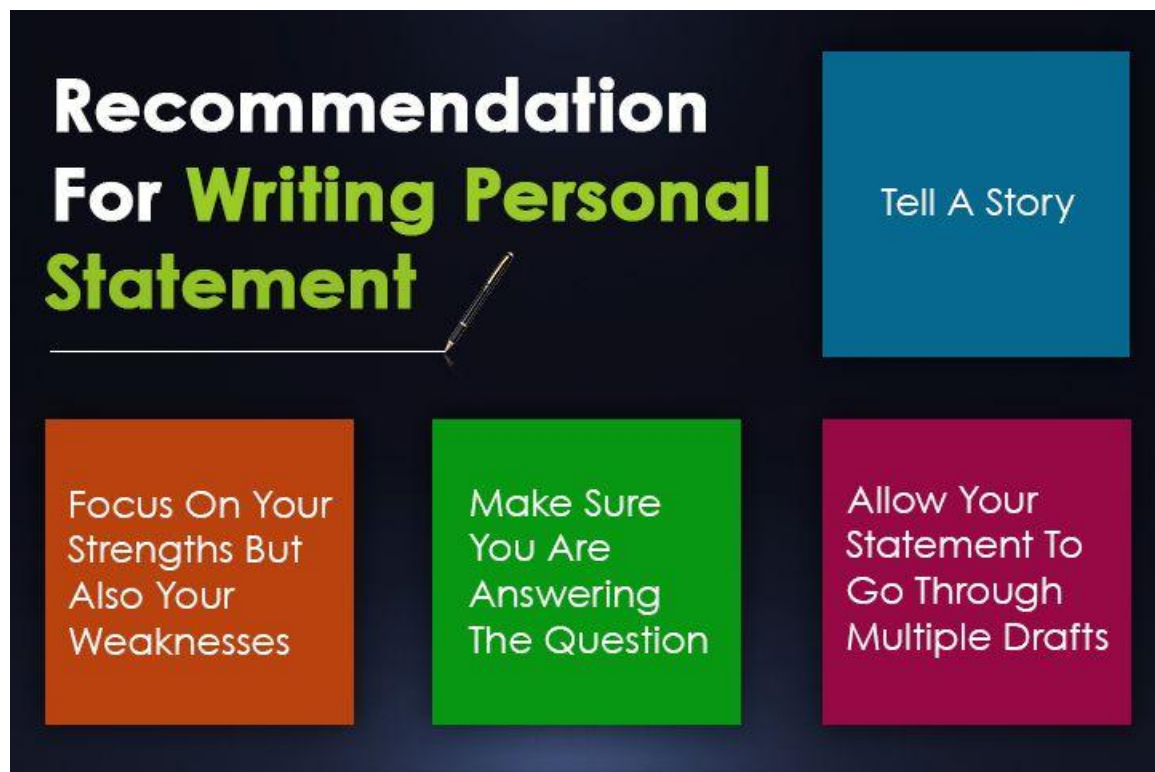 Recommendation
For Writing Personal
Statement
Tell A Story
Focus On Your
Strengths But
Also Your
Weaknesses
Make Sure
You Are
Answering
The Question
Allow Your
Statement To
Go Through
Multiple Drafts